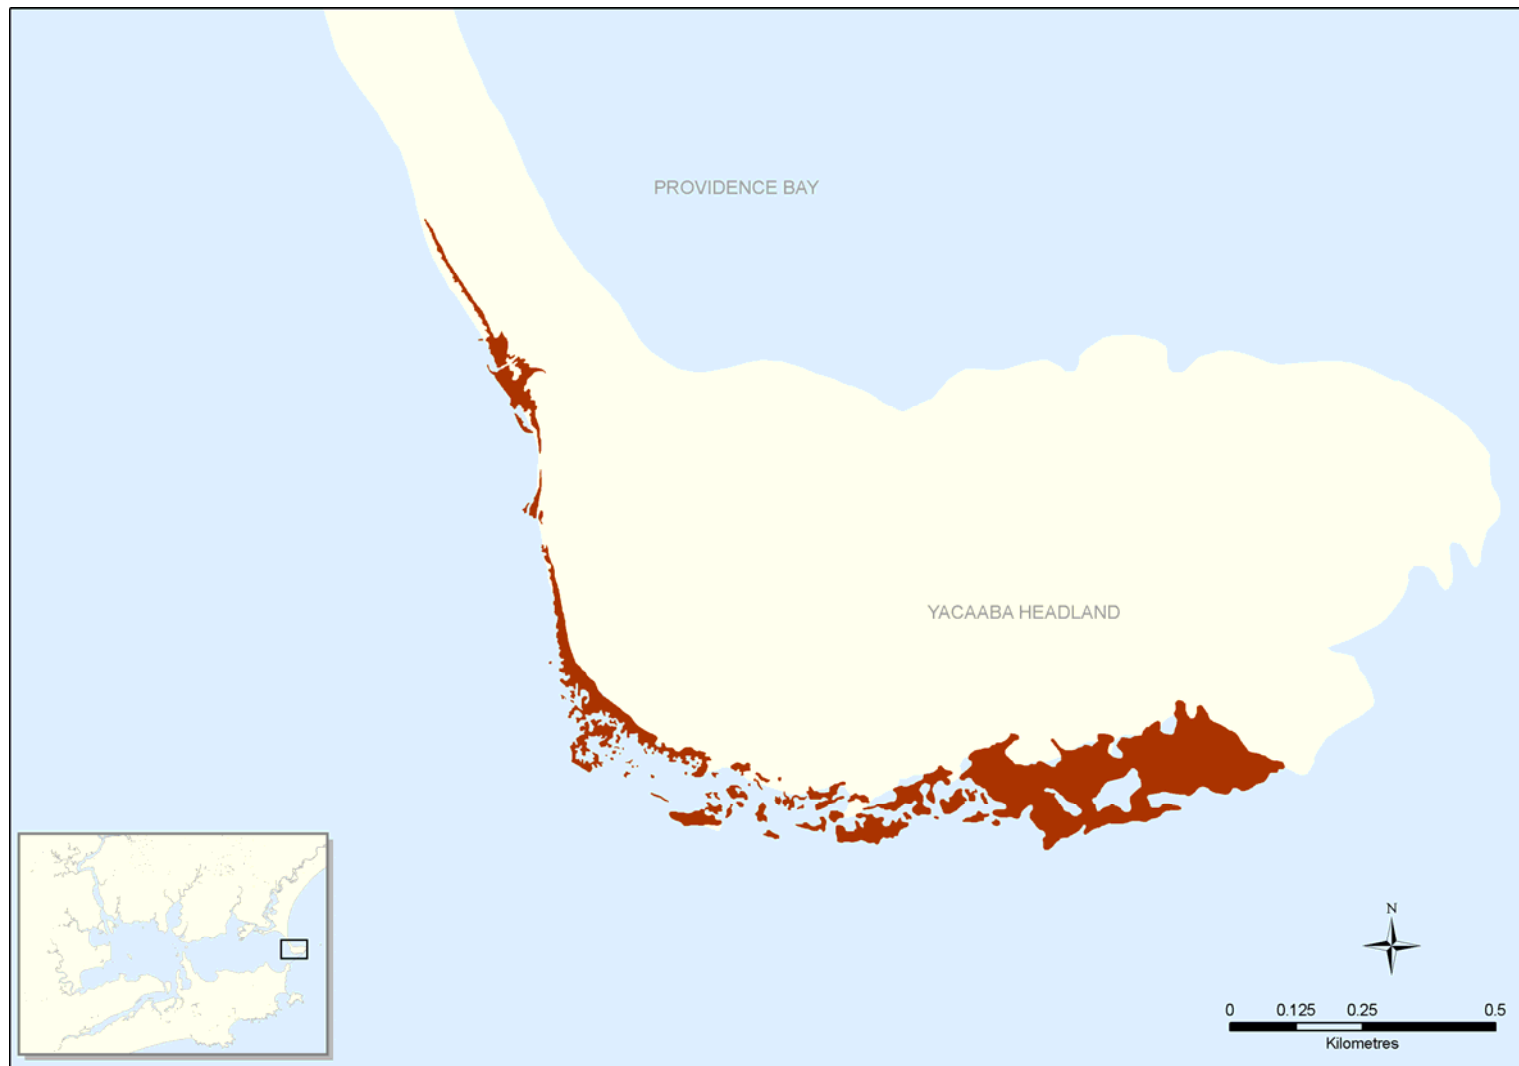 PROVIDENCE BAY
YACAABA HEADLAND
N
0 0.125 0.25 0.5
Kilometres